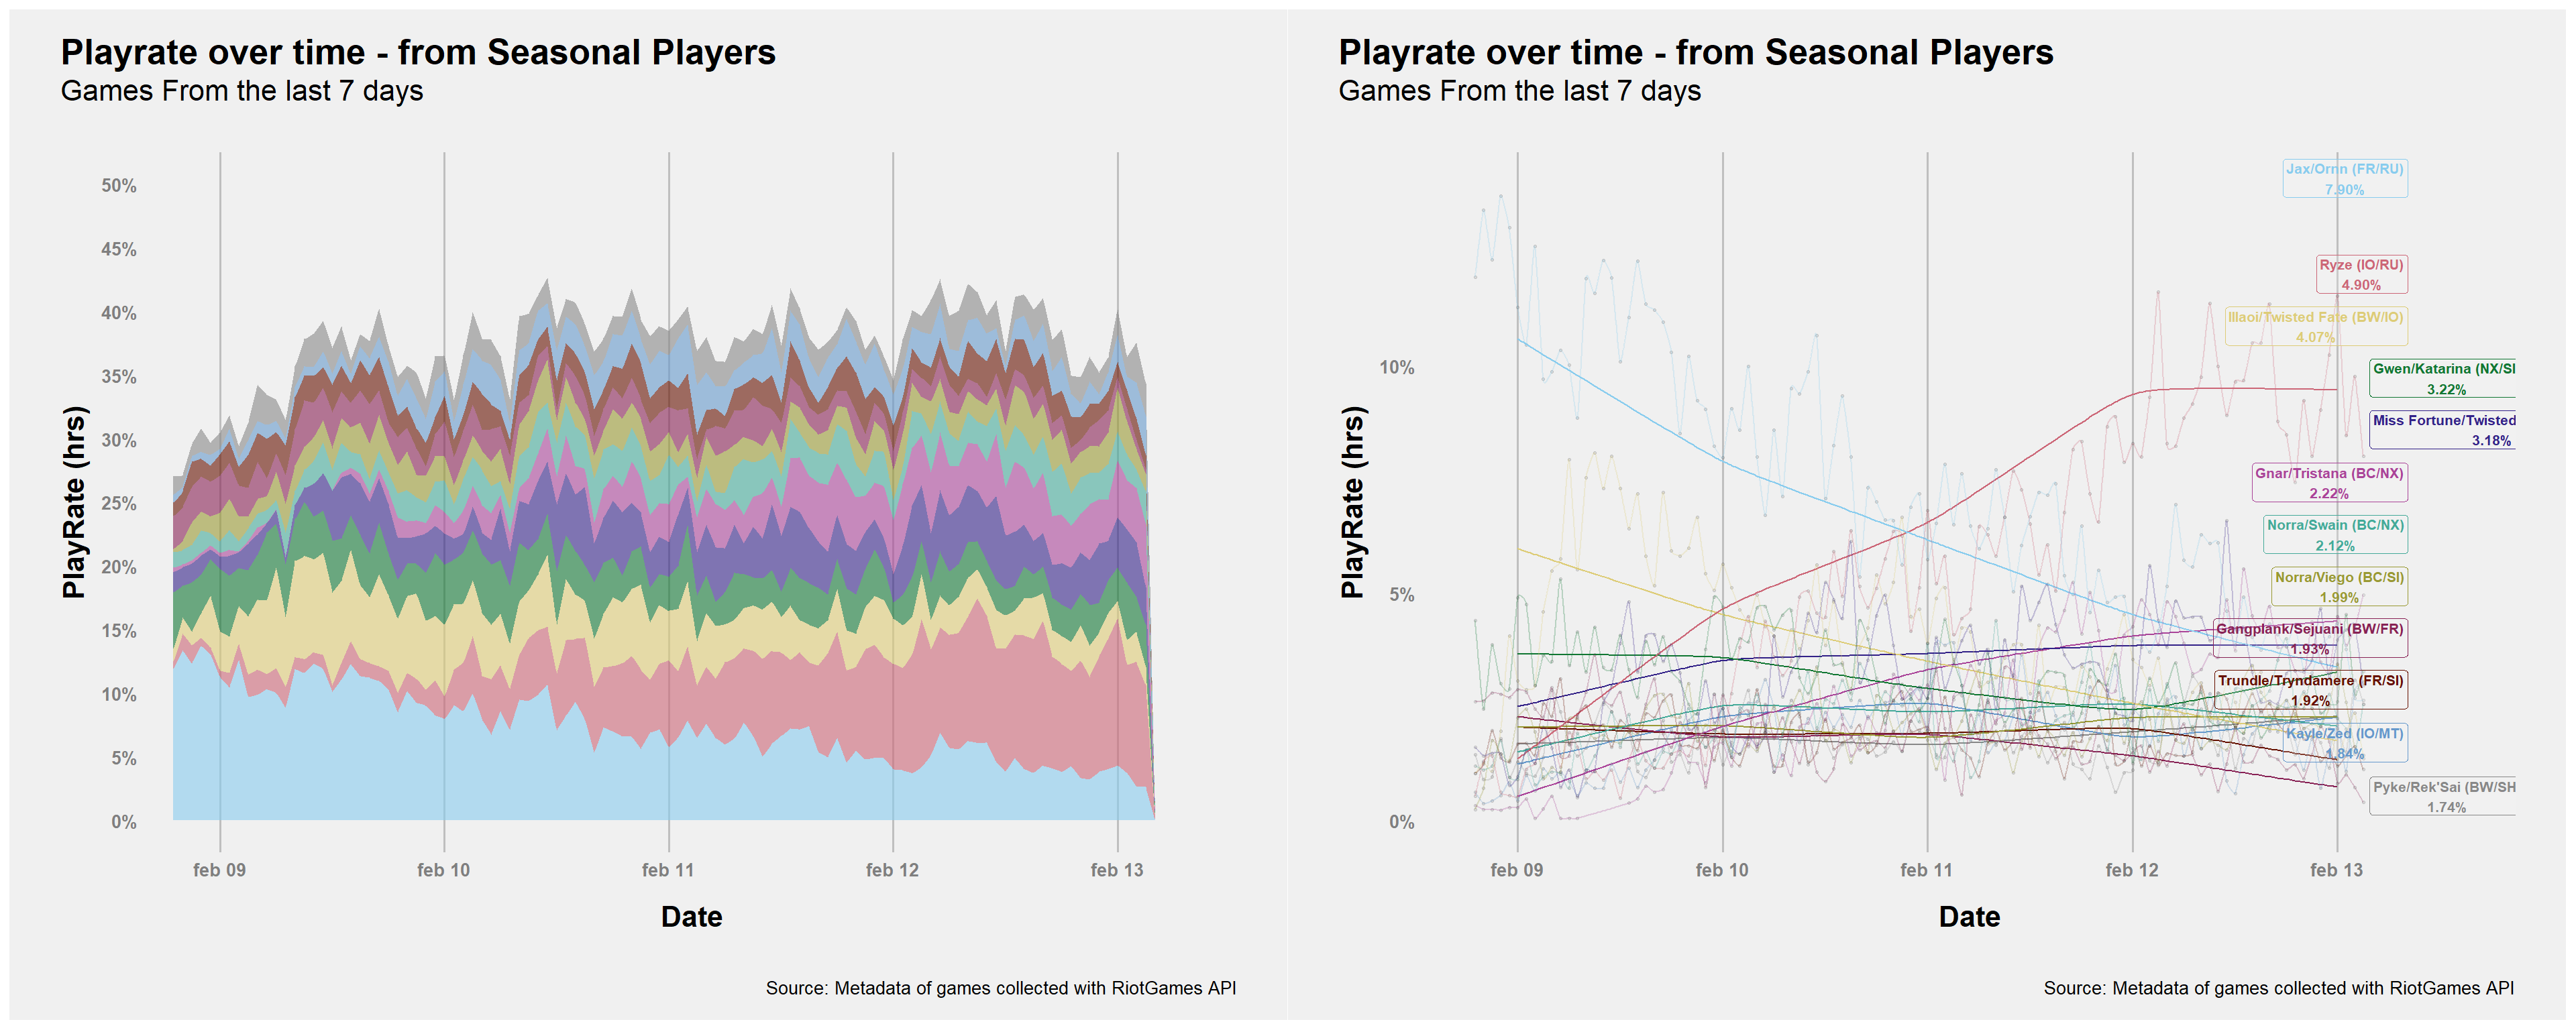 Playrate over time - from Seasonal Players
Games From the last 7 days
PlayRate (hrs)
50%
45%
40%
35%
30%
25%
20%
15%
10%
5%
0%
feb 09
feb 10
feb 11
feb 12
feb 13
Date
Source: Metadata of games collected with RiotGames API
Playrate over time - from Seasonal Players
Games From the last 7 days
PlayRate (hrs)
10%
5%
0%
Jax/Ornn (FR/RU)
7.90%
Ryze (IO/RU)
4.90%
Illaoi/Twisted Fate (BW/IO)
4.07%
Gwen/Katarina (NX/SI
3.22%
Miss Fortune/Twisted
3.18%
Gnar/Tristana (BC/NX)
2.22%
Norra/Swain (BC/NX)
2.12%
Norra/Viego (BC/SI)
1.99%
Gangplank/Sejuani (BW/FR)
1.93%
Trundle/Tryndamere (FR/SI)
1.92%
Kayle/Zed (IO/MT)
1.84%
Pyke/Rek'Sai (BW/SH
1.74%
feb 09
feb 10
feb 11
feb 12
feb 13
Date
Source: Metadata of games collected with RiotGames API